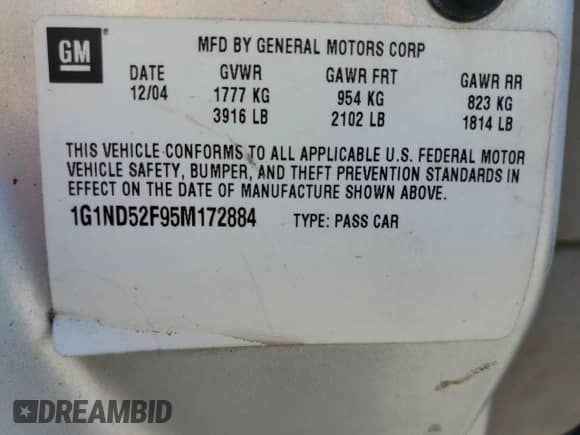 GM
MFD BY GENERAL MOTORS CORP
DATE GVWR GAWR FRT GAWR RR
12/04 1777 KG 954 KG 823 KG
3916 LB 2102 LB 1814 LB
THIS VEHICLE CONFORMS TO ALL APPLICABLE U.S. FEDERAL MOTOR
VEHICLE SAFETY, BUMPER, AND THEFT PREVENTION STANDARDS IN
EFFECT ON THE DATE OF MANUFACTURE SHOWN ABOVE.
1G1ND52F95M172884 TYPE: PASS CAR
DREAMBID